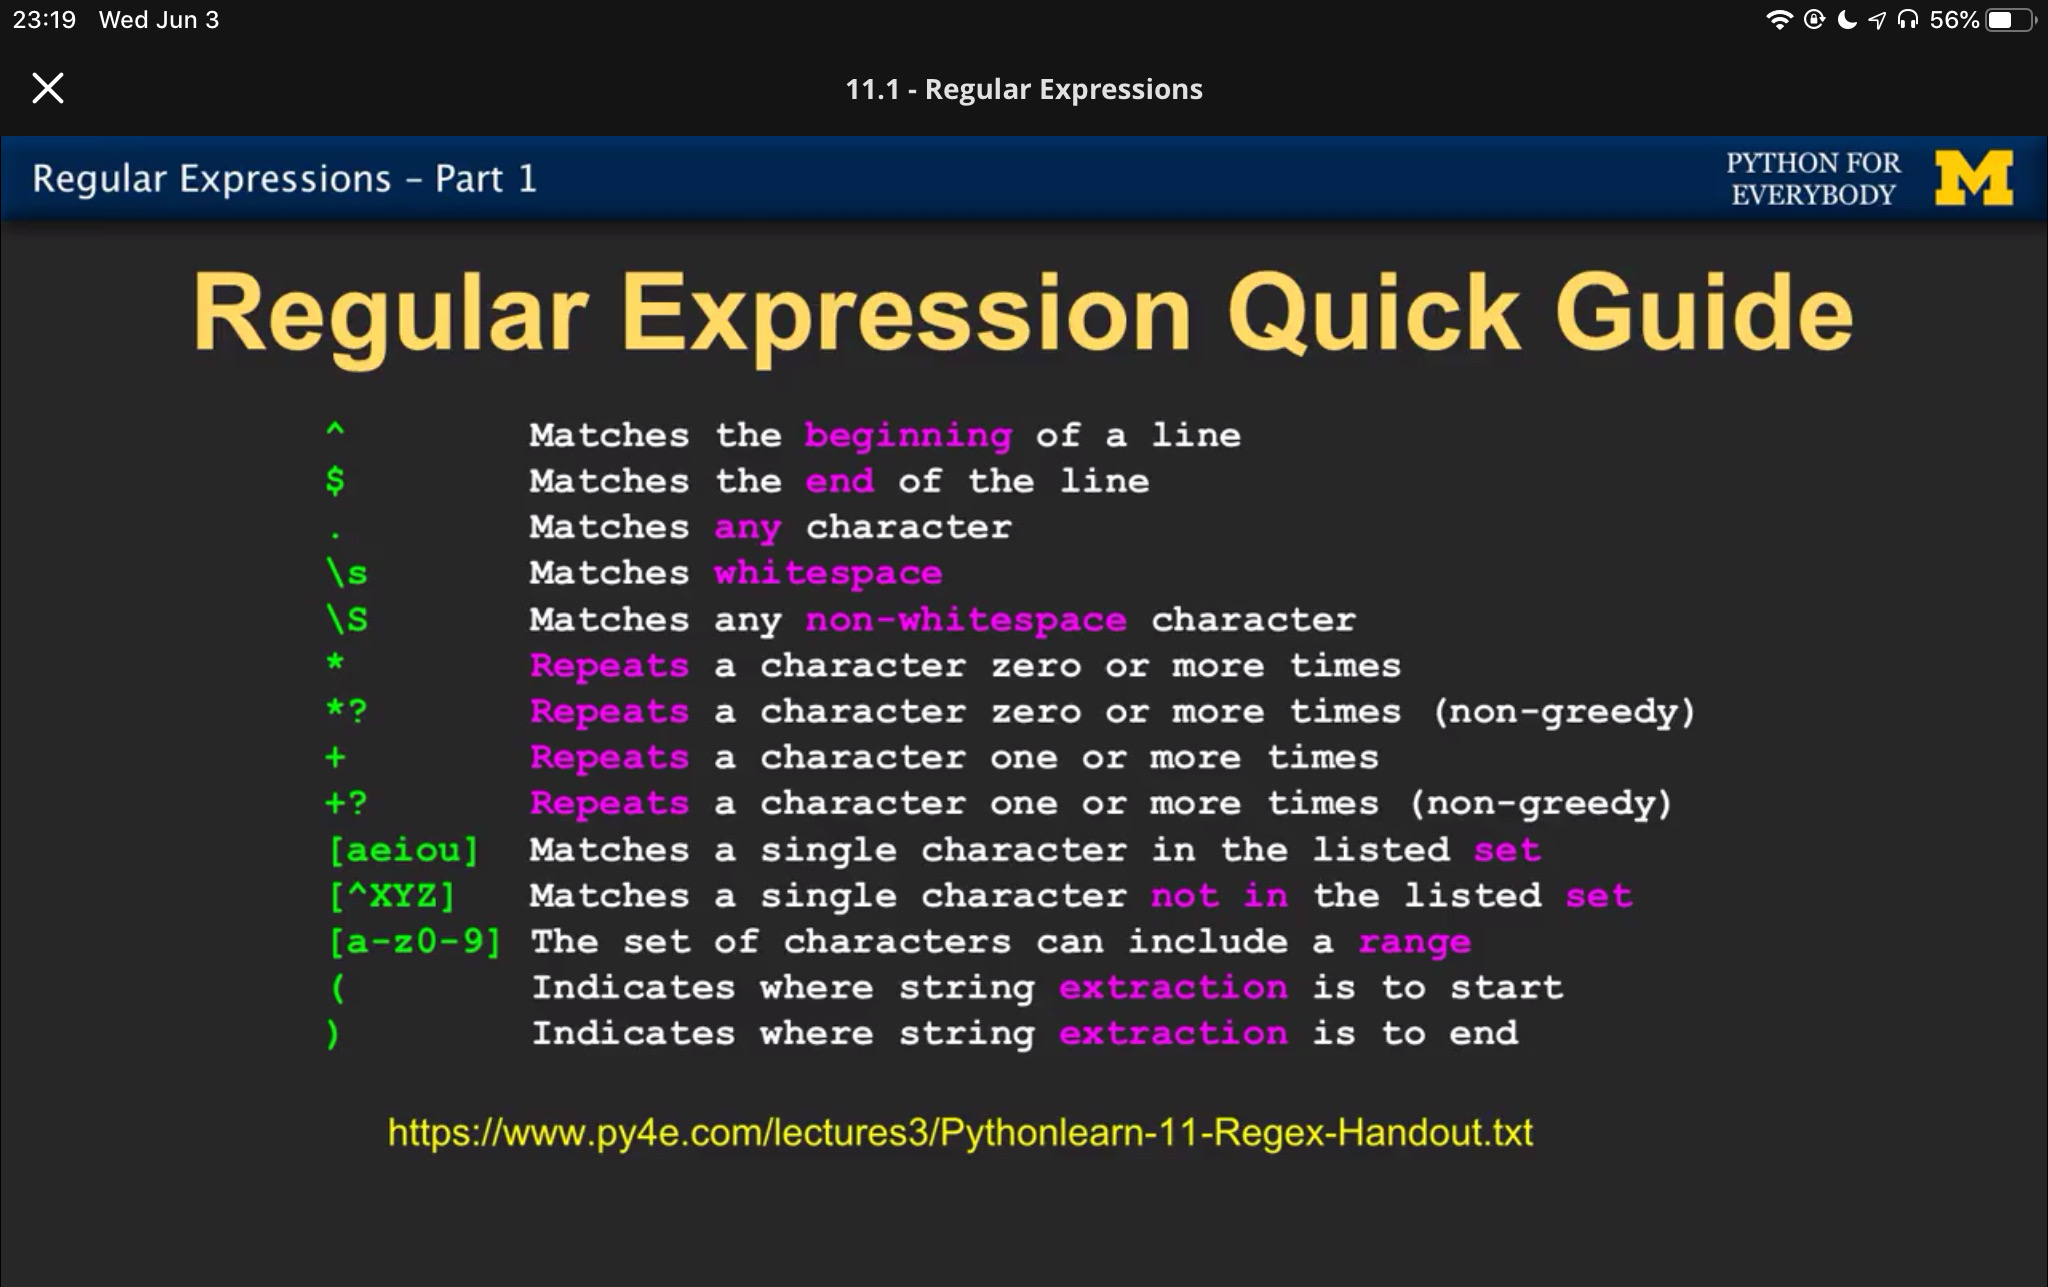 23:19 Wed Jun 3 56%
11.1 - Regular Expressions
Regular Expressions – Part 1
PYTHON FOR
EVERYBODY
M
Regular Expression Quick Guide
^ Matches the beginning of a line
$ Matches the end of the line
. Matches any character
\s Matches whitespace
\S Matches any non-whitespace character
* Repeats a character zero or more times
*? Repeats a character zero or more times (non-greedy)
+ Repeats a character one or more times
+? Repeats a character one or more times (non-greedy)
[aeiou] Matches a single character in the listed set
[^XYZ] Matches a single character not in the listed set
[a-z0-9] The set of characters can include a range
( Indicates where string extraction is to start
) Indicates where string extraction is to end
https://www.py4e.com/lectures3/Pythonlearn-11-Regex-Handout.txt